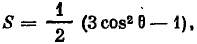 S = 1/2 (3 cos² θ − 1),